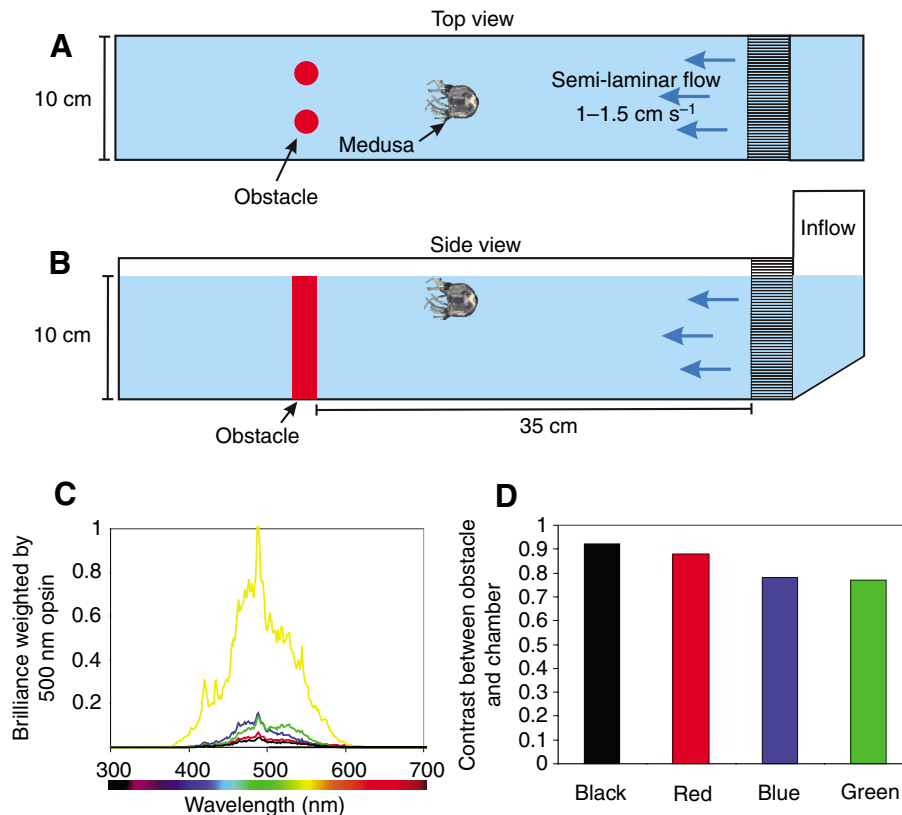 Top view
A
10 cm
Semi-laminar flow
1–1.5 cm s⁻¹
Medusa
Obstacle
Inflow
Side view
B
10 cm
Obstacle
35 cm
C
Brilliance weighted by
500 nm opsin
1
0.8
0.6
0.4
0.2
300 400 500 600 700
Wavelength (nm)
D
Contrast between obstacle
and chamber
1
0.9
0.8
0.7
0.6
0.5
0.4
0.3
0.2
0.1
0
Black Red Blue Green